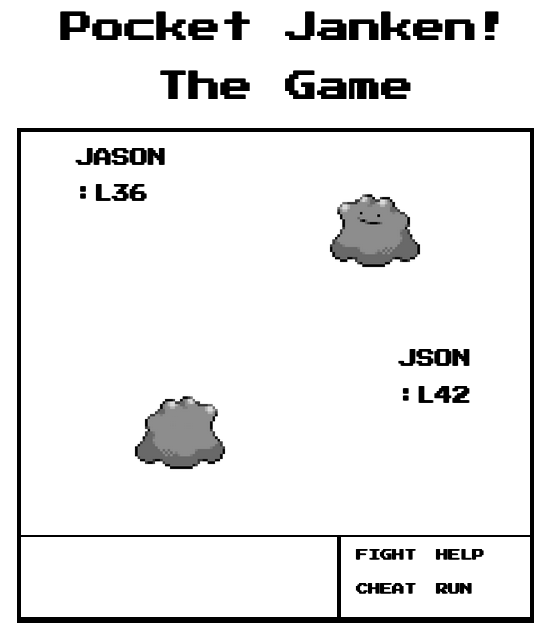 Pocket Janken!
The Game
JASON
:L36
JSON
:L42
FIGHT HELP
CHEAT RUN